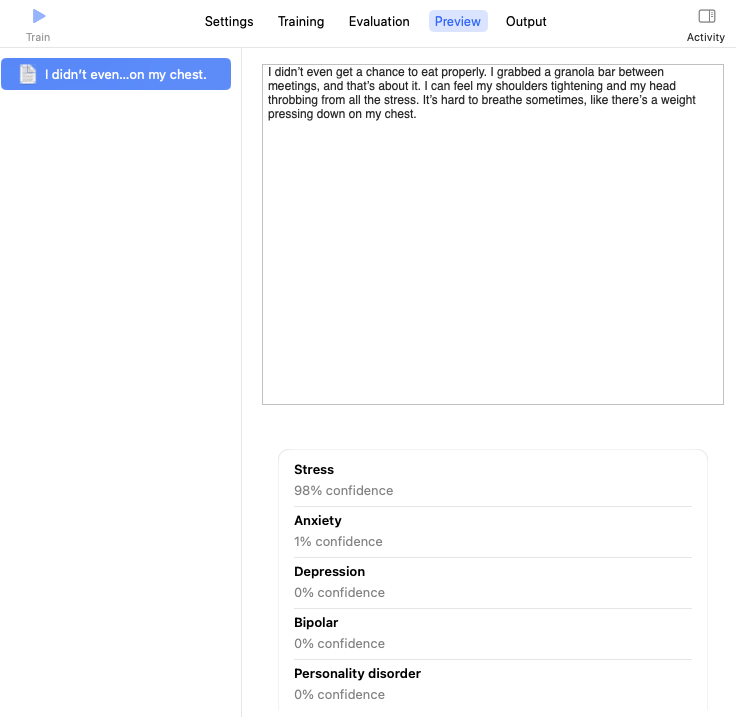 Train
Settings
Training
Evaluation
Preview
Output
Activity
I didn't even...on my chest.
I didn't even get a chance to eat properly. I grabbed a granola bar between
meetings, and that's about it. I can feel my shoulders tightening and my head
throbbing from all the stress. It's hard to breathe sometimes, like there's a weight
pressing down on my chest.
Stress
98% confidence
Anxiety
1% confidence
Depression
0% confidence
Bipolar
0% confidence
Personality disorder
0% confidence